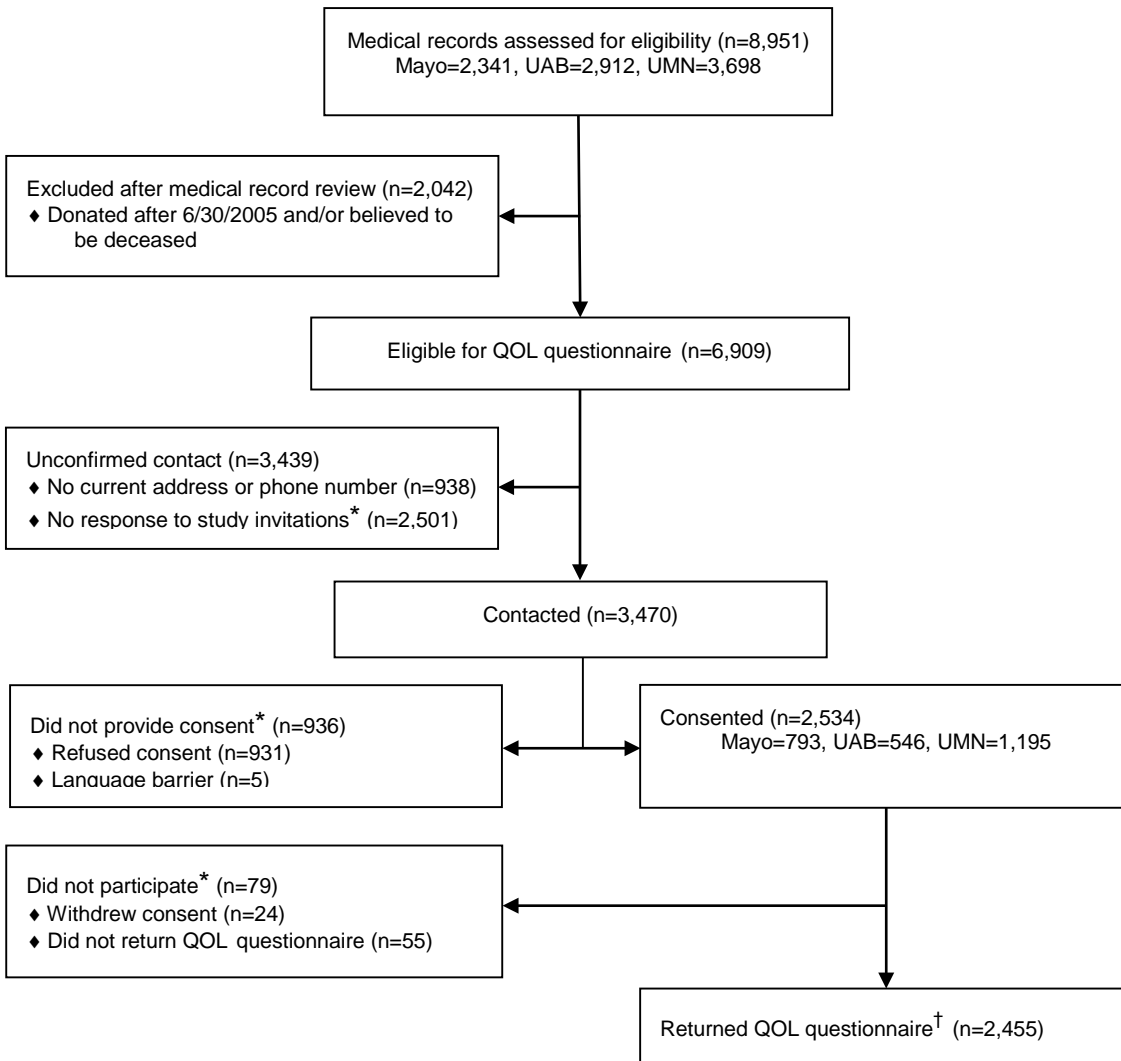 Medical records assessed for eligibility (n=8,951)
Mayo=2,341, UAB=2,912, UMN=3,698
Excluded after medical record review (n=2,042)
♦ Donated after 6/30/2005 and/or believed to
be deceased
Eligible for QOL questionnaire (n=6,909)
Unconfirmed contact (n=3,439)
♦ No current address or phone number (n=938)
♦ No response to study invitations* (n=2,501)
Contacted (n=3,470)
Did not provide consent* (n=936)
♦ Refused consent (n=931)
♦ Language barrier (n=5)
Consented (n=2,534)
Mayo=793, UAB=546, UMN=1,195
Did not participate* (n=79)
♦ Withdrew consent (n=24)
♦ Did not return QOL questionnaire (n=55)
Returned QOL questionnaire† (n=2,455)